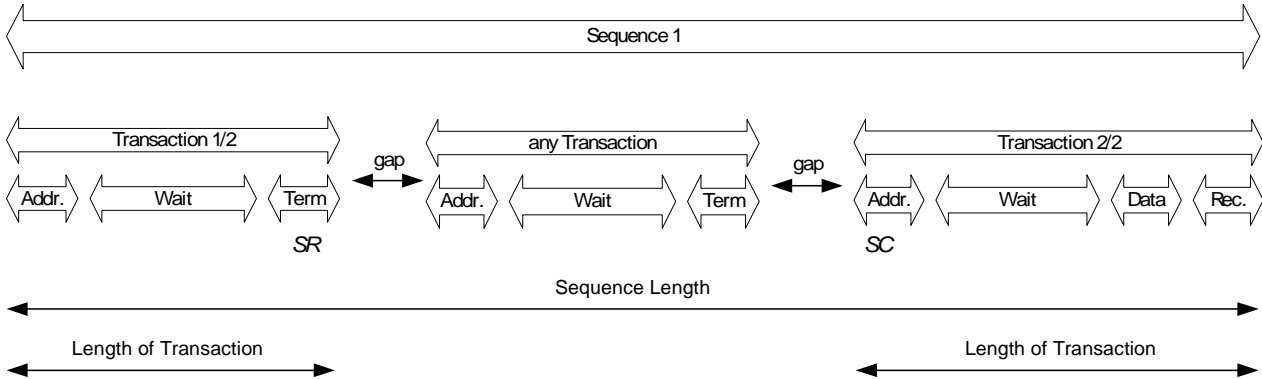 Sequence 1
Transaction 1/2
any Transaction
Transaction 2/2
gap
gap
Addr.
Wait
Term
Addr.
Wait
Term
Addr.
Wait
Data
Rec.
SR
SC
Sequence Length
Length of Transaction
Length of Transaction